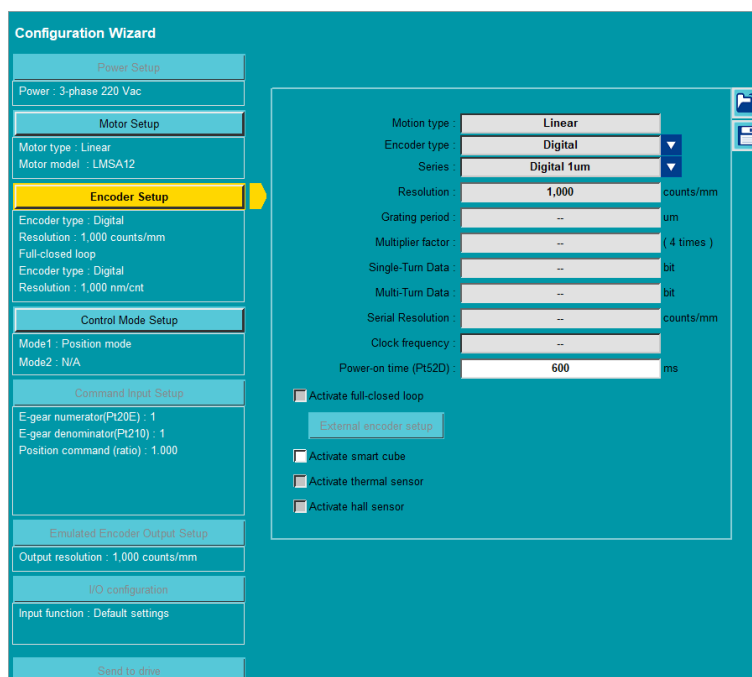 Configuration Wizard
Power Setup
Power : 3-phase 220 Vac
Motor Setup
Motor type : Linear
Motor model : LMSA12
Encoder Setup
Encoder type : Digital
Resolution : 1,000 counts/mm
Full-closed loop
Encoder type : Digital
Resolution : 1,000 nm/cnt
Control Mode Setup
Mode1 : Position mode
Mode2 : N/A
Command Input Setup
E-gear numerator(Pt20E) : 1
E-gear denominator(Pt210) : 1
Position command (ratio) : 1.000
Emulated Encoder Output Setup
Output resolution : 1,000 counts/mm
I/O configuration
Input function : Default settings
Send to drive
Motion type : Linear
Encoder type : Digital
Series : Digital 1um
Resolution : 1,000 counts/mm
Grating period : -- um
Multiplier factor : -- ( 4 times )
Single-Turn Data : -- bit
Multi-Turn Data : -- bit
Serial Resolution : -- counts/mm
Clock frequency : --
Power-on time (Pt52D) : 600 ms
Activate full-closed loop
External encoder setup
Activate smart cube
Activate thermal sensor
Activate hall sensor